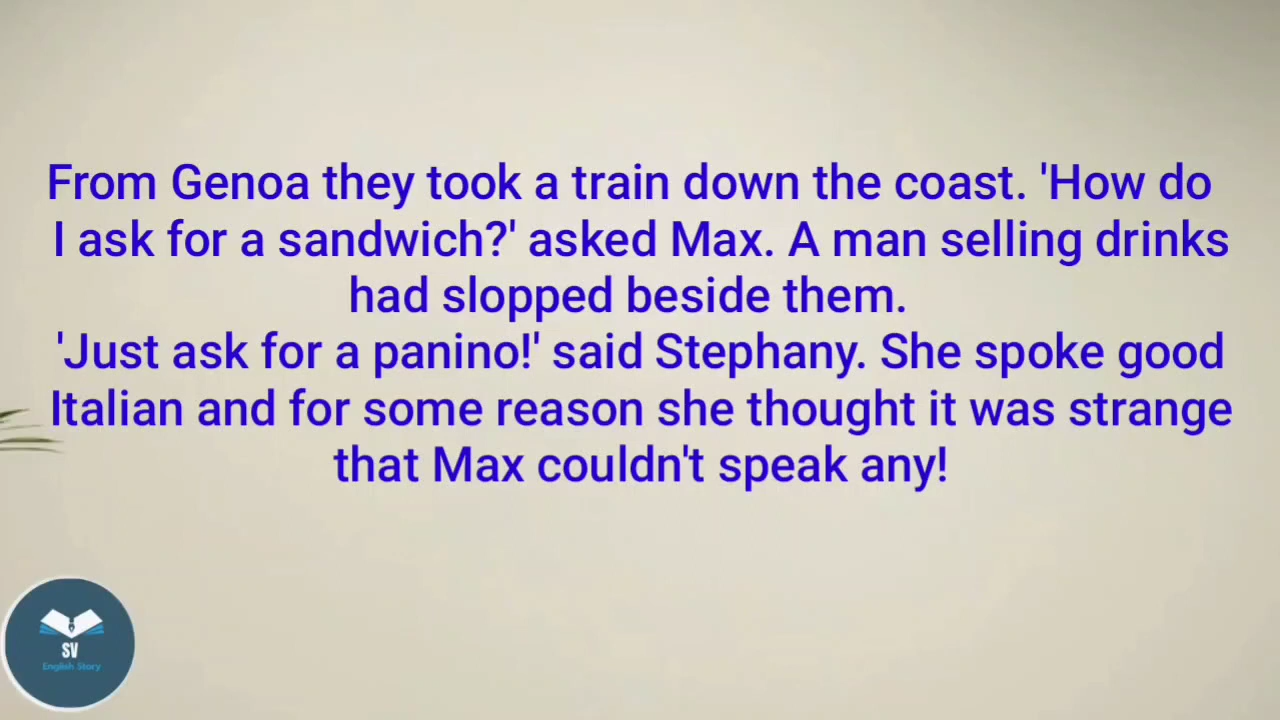 From Genoa they took a train down the coast. 'How do
I ask for a sandwich?' asked Max. A man selling drinks
had slopped beside them.
'Just ask for a panino!' said Stephany. She spoke good
Italian and for some reason she thought it was strange
that Max couldn't speak any!
SV
English Story